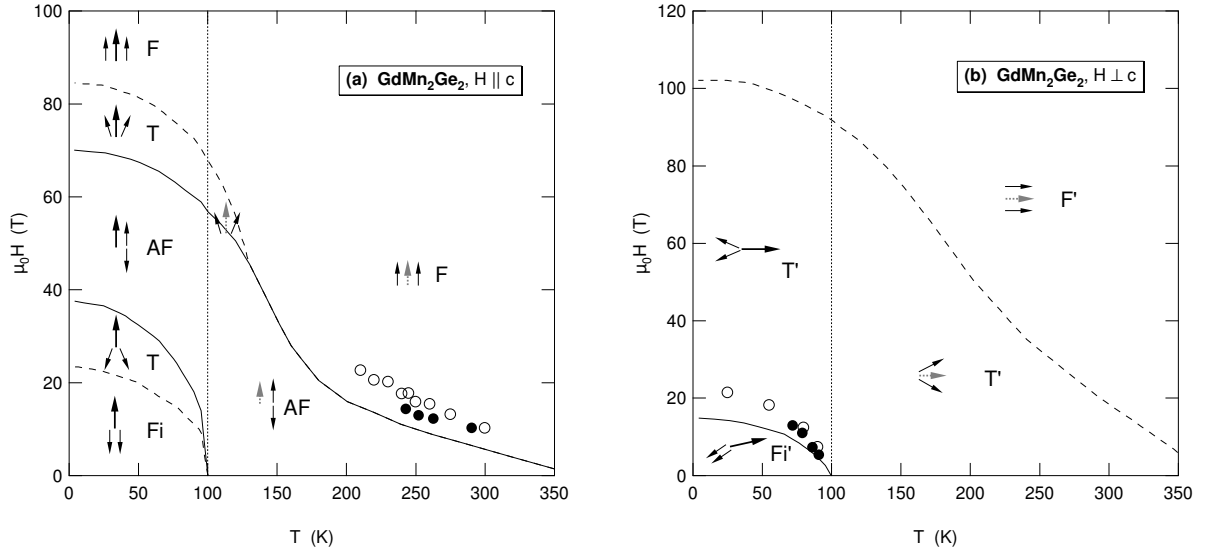 100
80
60
40
20
0
μ₀H (T)
0
50
100
150
200
250
300
350
T (K)
(a) GdMn₂Ge₂, H || c
F
T
AF
T
Fi
F
AF
120
100
80
60
40
20
0
μ₀H (T)
0
50
100
150
200
250
300
350
T (K)
(b) GdMn₂Ge₂, H ⊥ c
F'
T'
T'
Fi'